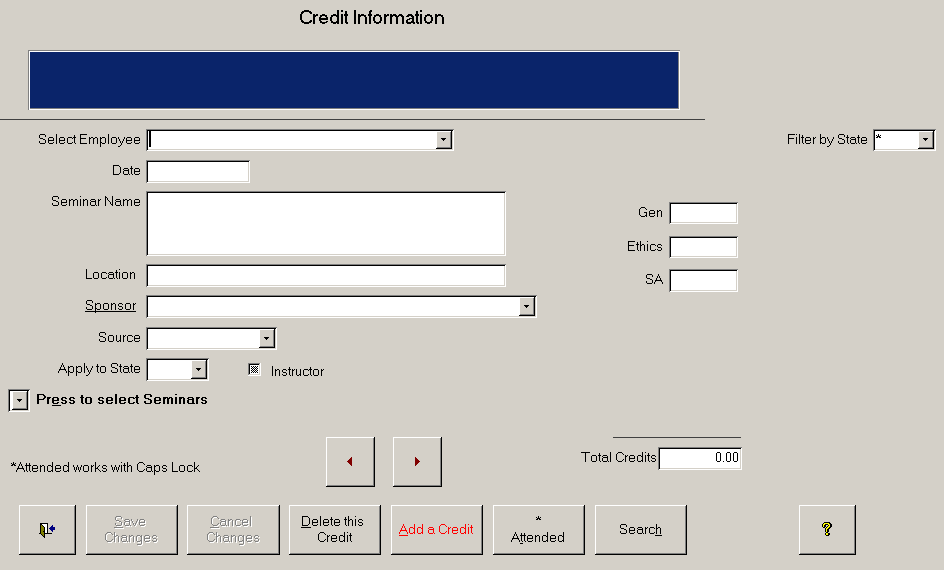 Credit Information
Select Employee
Filter by State *
Date
Seminar Name
Gen
Ethics
Location
SA
Sponsor
Source
Apply to State
Instructor
Press to select Seminars
Total Credits 0.00
*Attended works with Caps Lock
Save
Changes
Cancel
Changes
Delete this
Credit
Add a Credit
*
Attended
Search
?